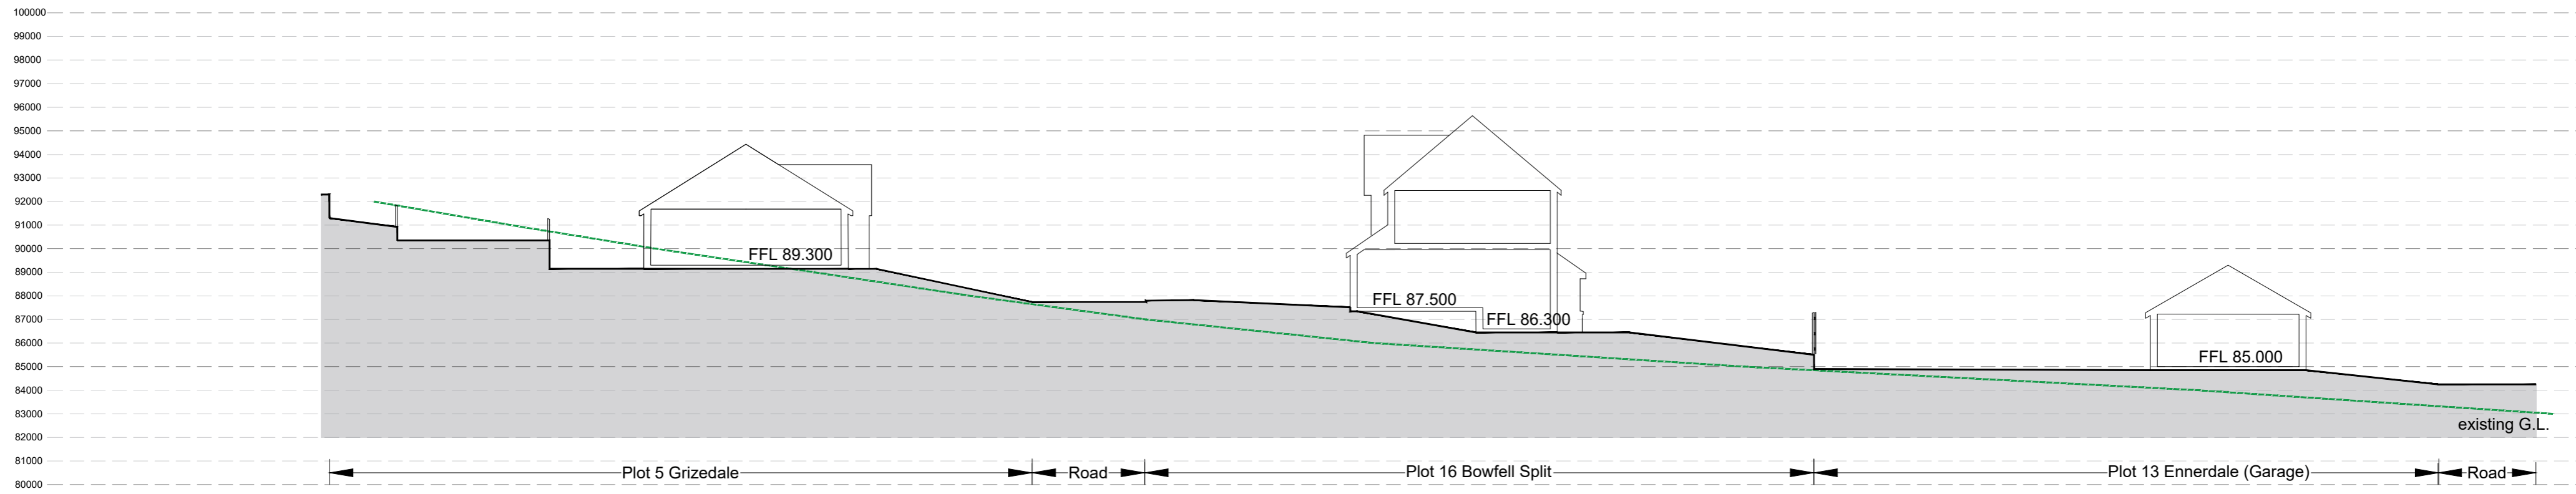 100000
99000
98000
97000
96000
95000
94000
93000
92000
91000
90000
89000
88000
87000
86000
85000
84000
83000
82000
81000
80000
FFL 89.300
FFL 87.500
FFL 86.300
FFL 85.000
existing G.L.
Plot 5 Grizedale
Road
Plot 16 Bowfell Split
Plot 13 Ennerdale (Garage)
Road